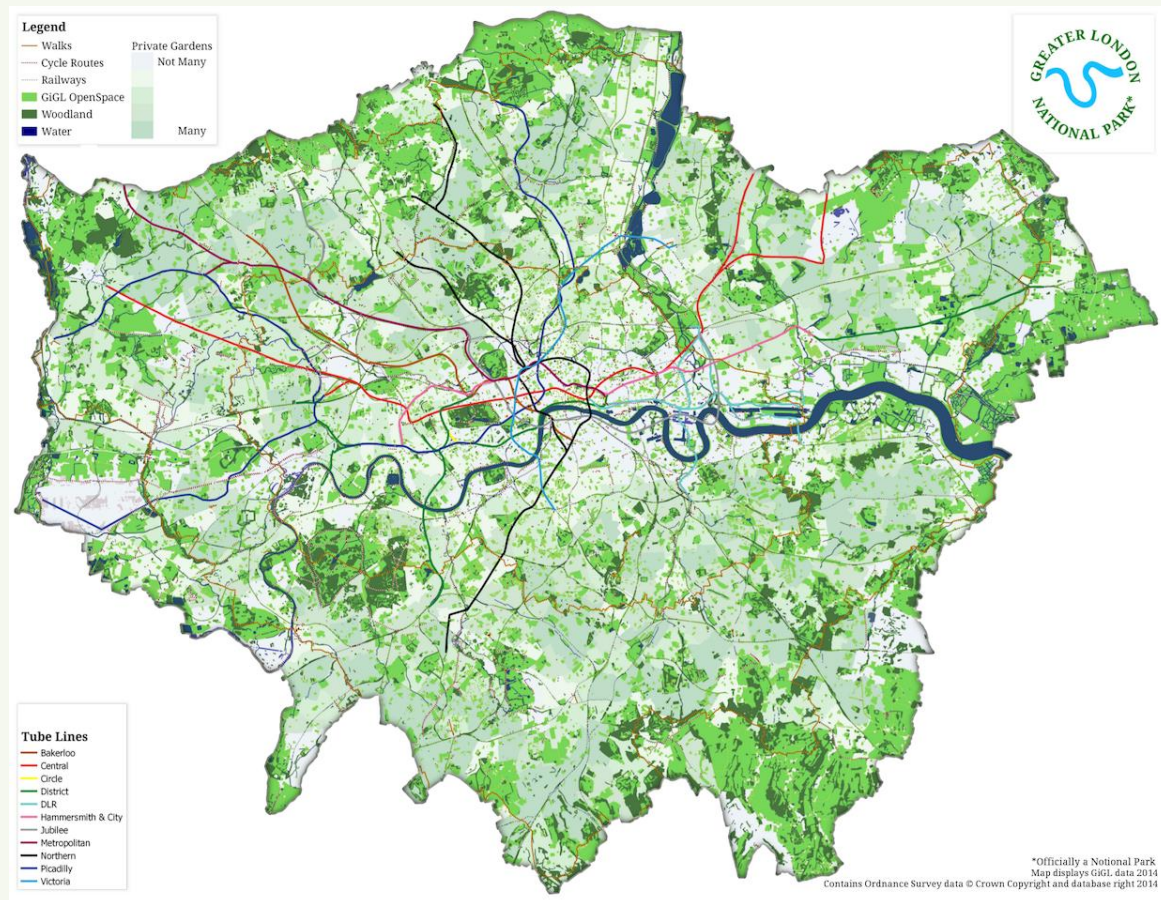 Legend
Walks
Cycle Routes
Railways
GiGL OpenSpace
Woodland
Water
Private Gardens
Not Many
Many
GREATER LONDON
NATIONAL PARK*
Tube Lines
Bakerloo
Central
Circle
District
DLR
Hammersmith & City
Jubilee
Metropolitan
Northern
Picadilly
Victoria
*Officially a Notional Park
Map displays GiGL data 2014
Contains Ordnance Survey data © Crown Copyright and database right 2014